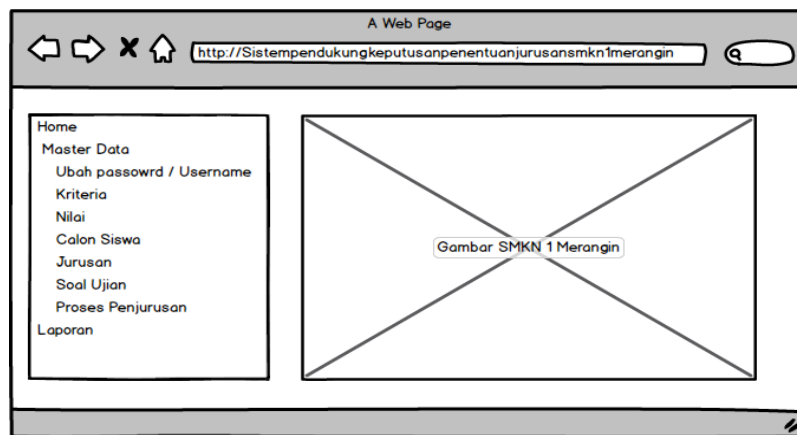 A Web Page
http://Sistempendukungkeputusanpenentuanjurusansmkn1merangin
Home
Master Data
Ubah passowrd / Username
Kriteria
Nilai
Calon Siswa
Jurusan
Soal Ujian
Proses Penjurusan
Laporan
Gambar SMKN 1 Merangin